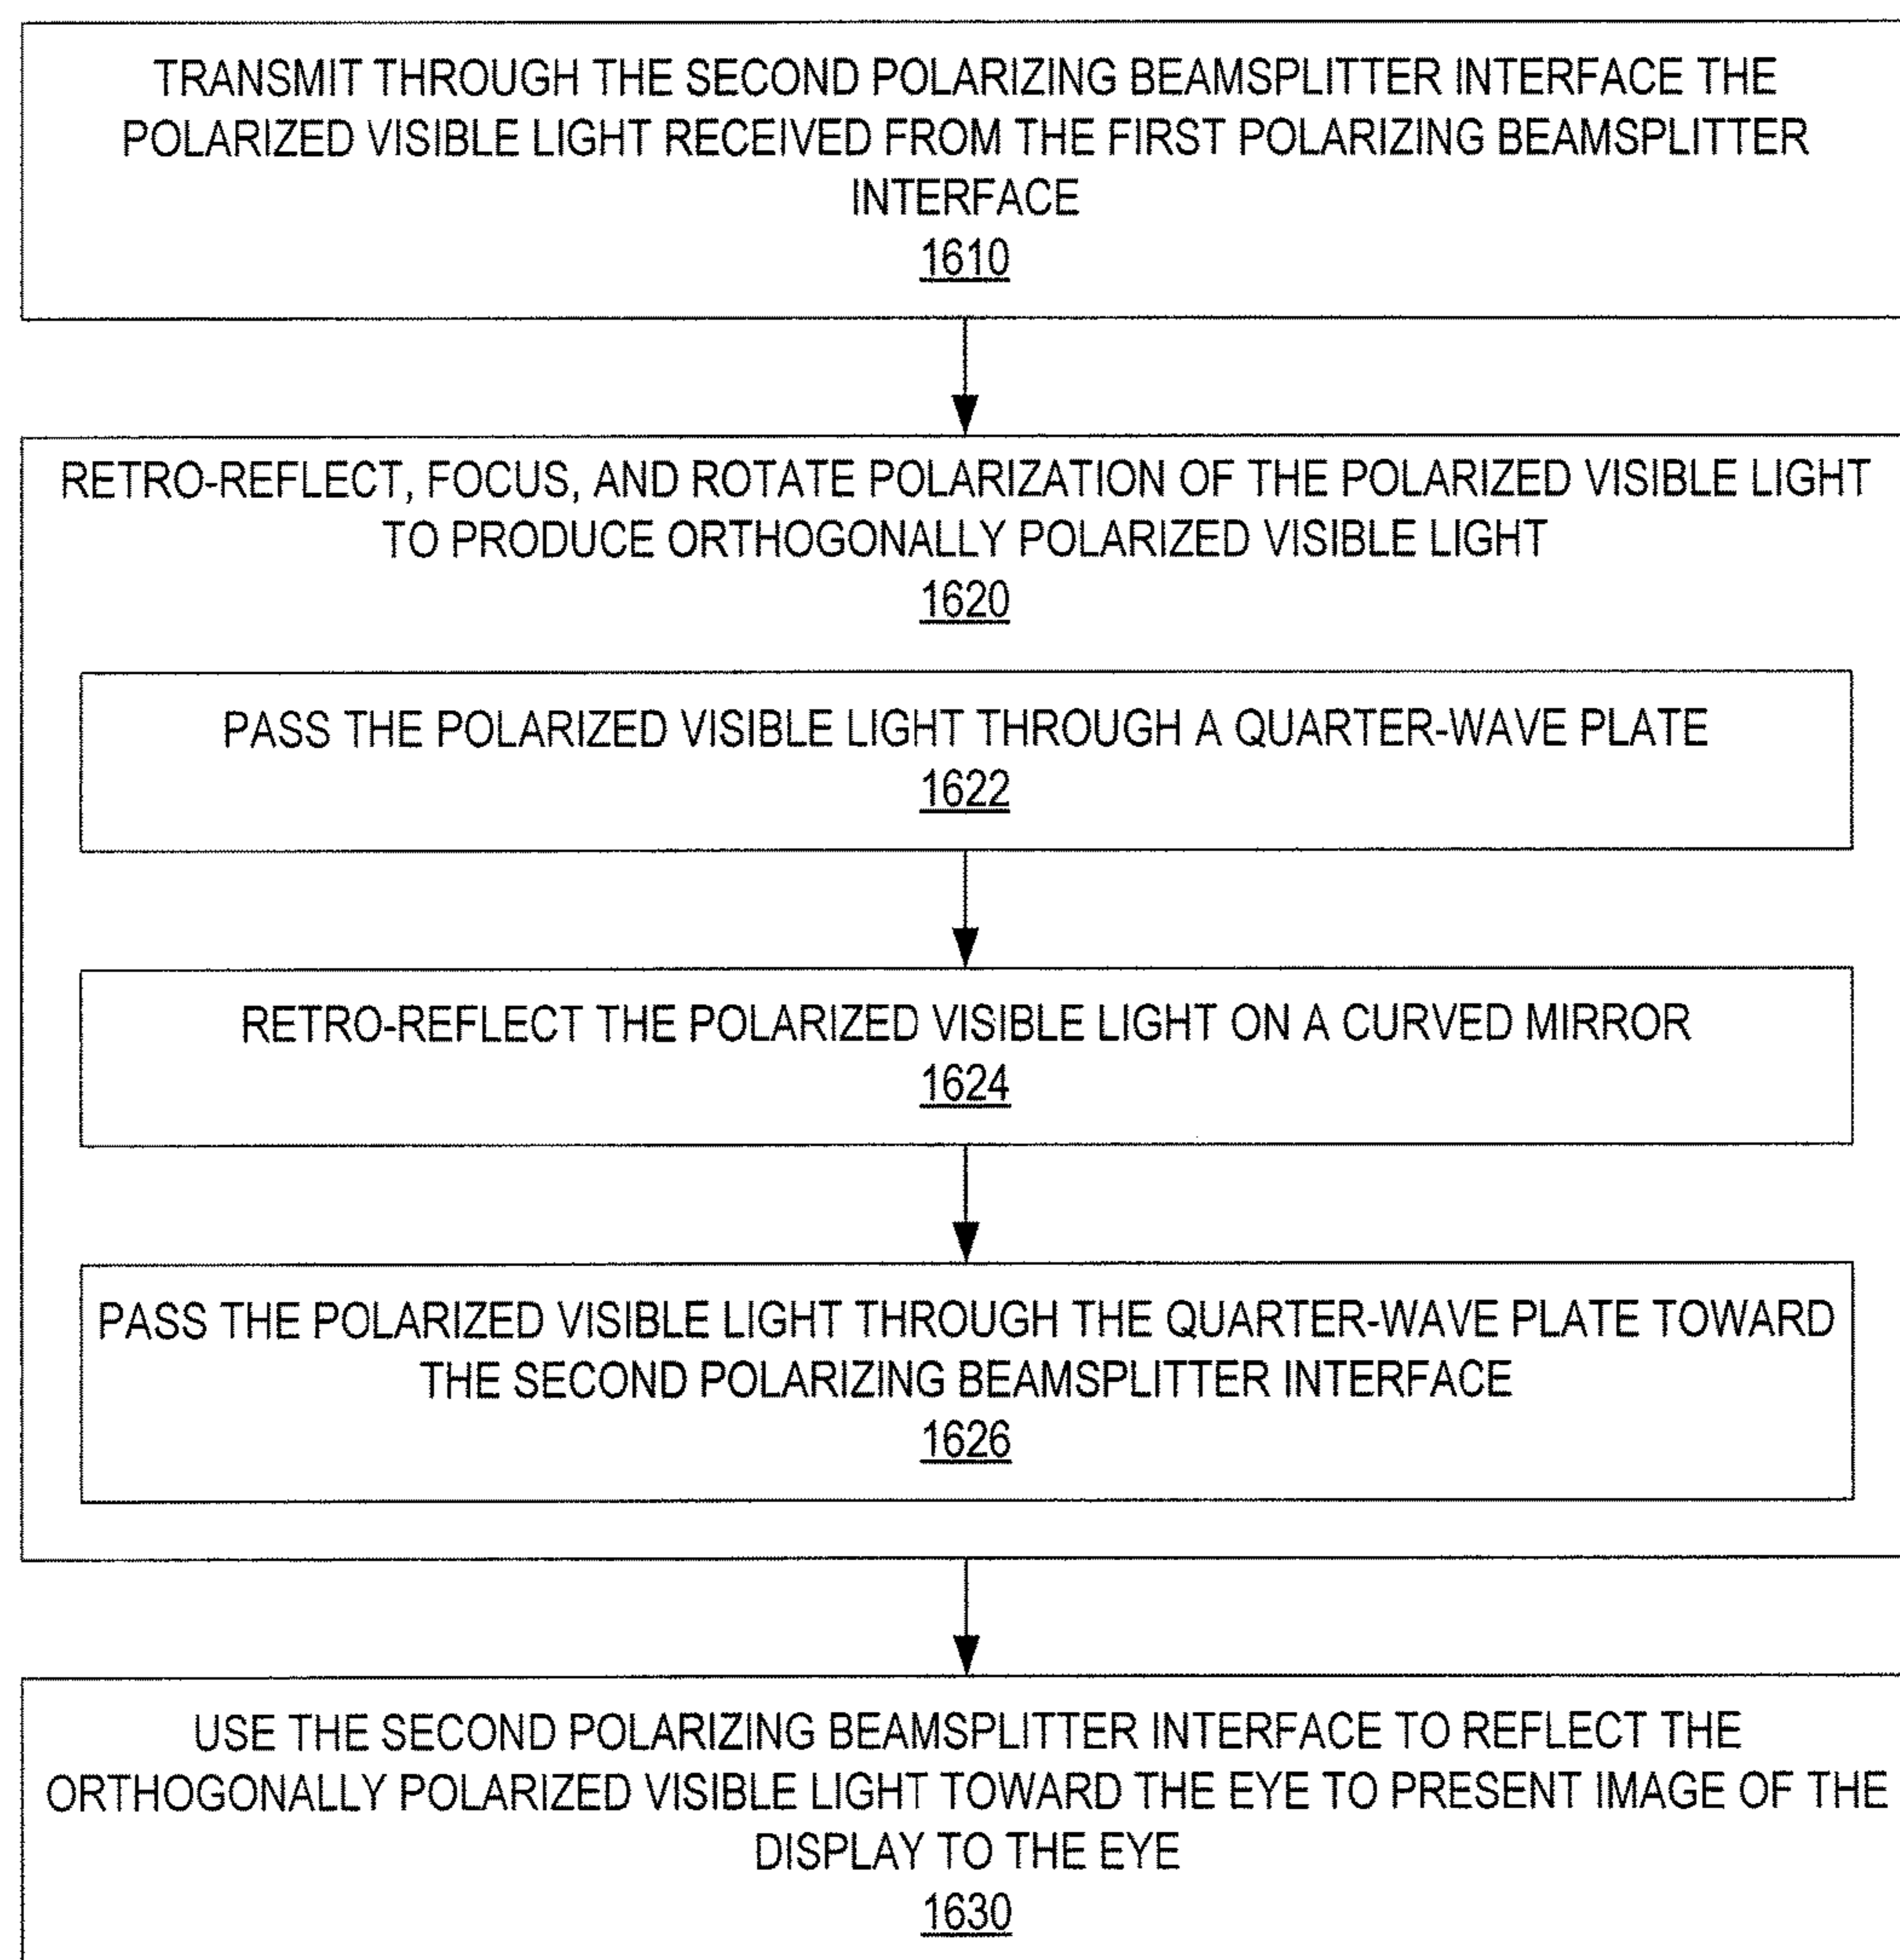 TRANSMIT THROUGH THE SECOND POLARIZING BEAMSPLITTER INTERFACE THE
POLARIZED VISIBLE LIGHT RECEIVED FROM THE FIRST POLARIZING BEAMSPLITTER
INTERFACE
1610
RETRO-REFLECT, FOCUS, AND ROTATE POLARIZATION OF THE POLARIZED VISIBLE LIGHT
TO PRODUCE ORTHOGONALLY POLARIZED VISIBLE LIGHT
1620
PASS THE POLARIZED VISIBLE LIGHT THROUGH A QUARTER-WAVE PLATE
1622
RETRO-REFLECT THE POLARIZED VISIBLE LIGHT ON A CURVED MIRROR
1624
PASS THE POLARIZED VISIBLE LIGHT THROUGH THE QUARTER-WAVE PLATE TOWARD
THE SECOND POLARIZING BEAMSPLITTER INTERFACE
1626
USE THE SECOND POLARIZING BEAMSPLITTER INTERFACE TO REFLECT THE
ORTHOGONALLY POLARIZED VISIBLE LIGHT TOWARD THE EYE TO PRESENT IMAGE OF THE
DISPLAY TO THE EYE
1630